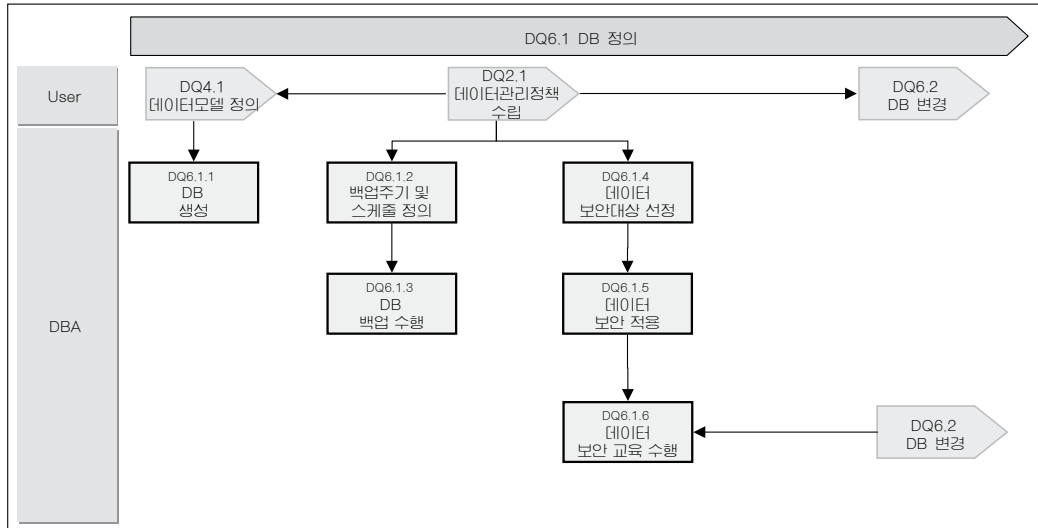 DQ6.1 DB 정의
User
DQ4.1
데이터모델 정의
DQ2.1
데이터관리정책
수립
DQ6.2
DB 변경
DBA
DQ6.1.1
DB
생성
DQ6.1.2
백업주기 및
스케줄 정의
DQ6.1.4
데이터
보안대상 선정
DQ6.1.3
DB
백업 수행
DQ6.1.5
데이터
보안 적용
DQ6.1.6
데이터
보안 교육 수행
DQ6.2
DB 변경